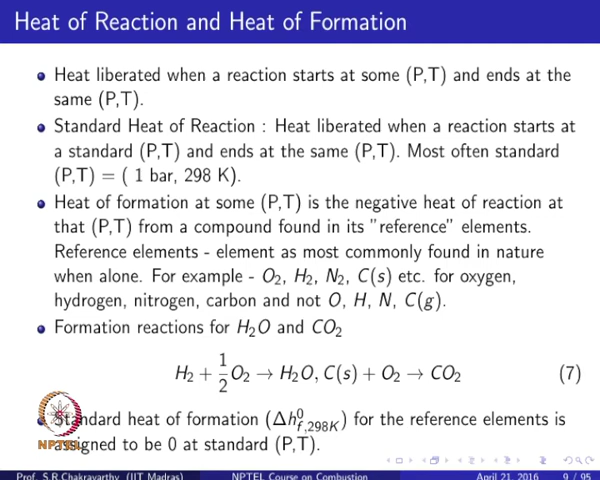 Heat of Reaction and Heat of Formation
Heat liberated when a reaction starts at some (P,T) and ends at the
same (P,T).
Standard Heat of Reaction : Heat liberated when a reaction starts at
a standard (P,T) and ends at the same (P,T). Most often standard
(P,T) = ( 1 bar, 298 K).
Heat of formation at some (P,T) is the negative heat of reaction at
that (P,T) from a compound found in its "reference" elements.
Reference elements - element as most commonly found in nature
when alone. For example - O₂, H₂, N₂, C(s) etc. for oxygen,
hydrogen, nitrogen, carbon and not O, H, N, C(g).
Formation reactions for H₂O and CO₂
H₂ + 1/2 O₂ → H₂O, C(s) + O₂ → CO₂ (7)
Standard heat of formation (Δh⁰f,298K) for the reference elements is
assigned to be 0 at standard (P,T).
NPTEL
Prof. S.R.Chakravarthy (IIT Madras) NPTEL Course on Combustion April 21, 2016 9 / 95